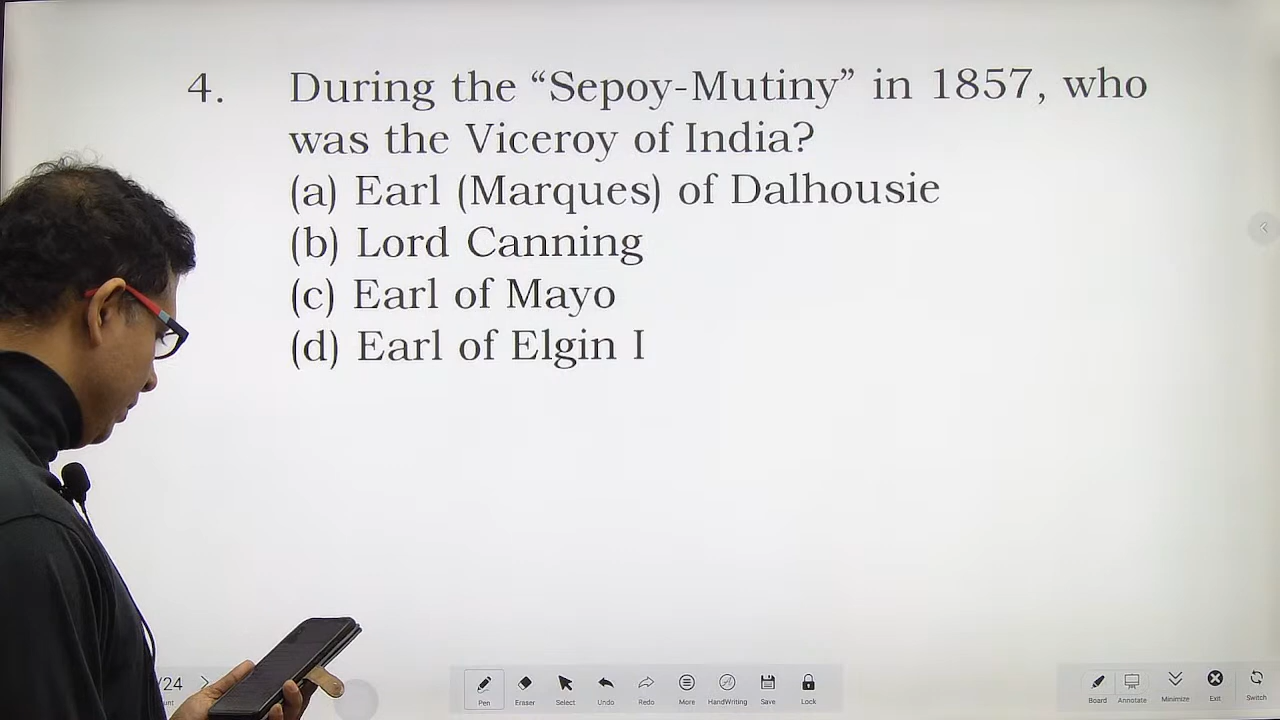 4. During the “Sepoy-Mutiny” in 1857, who
was the Viceroy of India?
(a) Earl (Marques) of Dalhousie
(b) Lord Canning
(c) Earl of Mayo
(d) Earl of Elgin I
/24
Pen Eraser Select Undo Redo More HandWriting Save Lock
Board Annotate Minimize Exit Switch